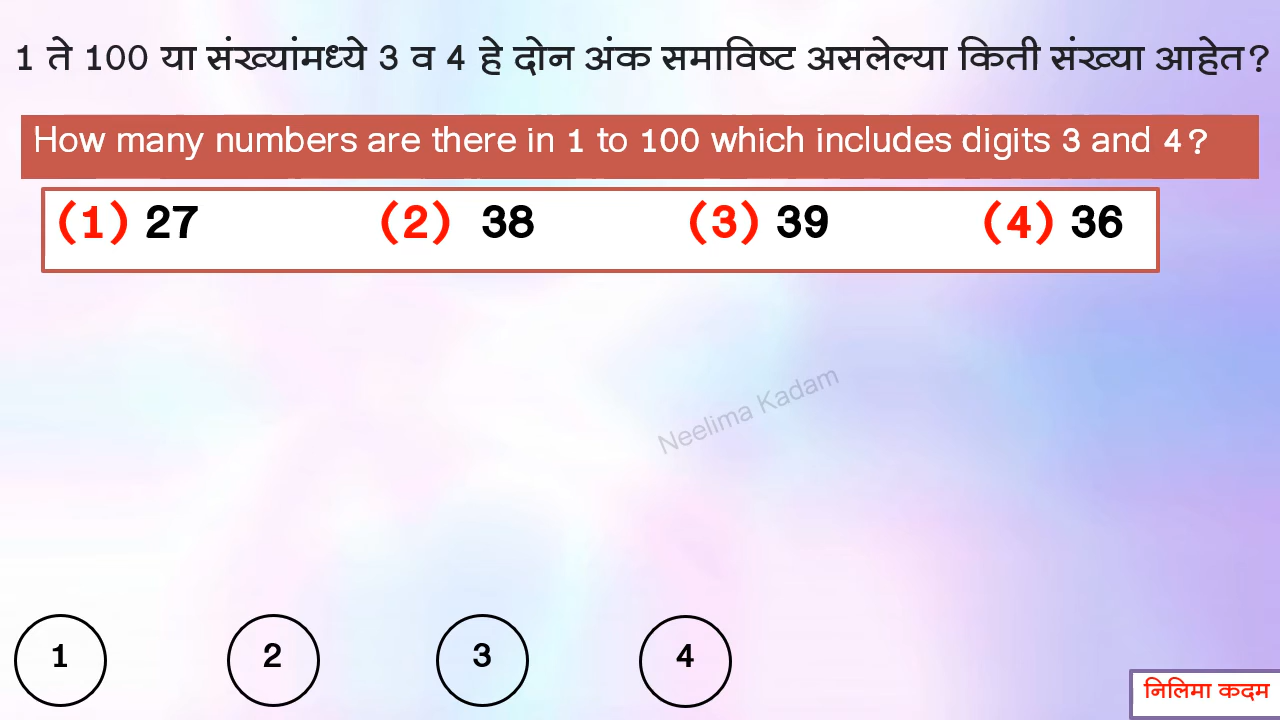 1 ते 100 या संख्यांमध्ये 3 व 4 हे दोन अंक समाविष्ट असलेल्या किती संख्या आहेत?
How many numbers are there in 1 to 100 which includes digits 3 and 4?
(1) 27 (2) 38 (3) 39 (4) 36
Neelima Kadam
1 2 3 4
निलिमा कदम